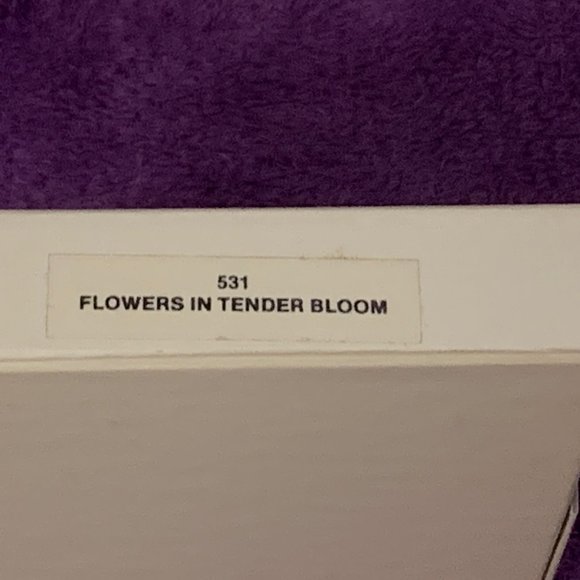 531
FLOWERS IN TENDER BLOOM